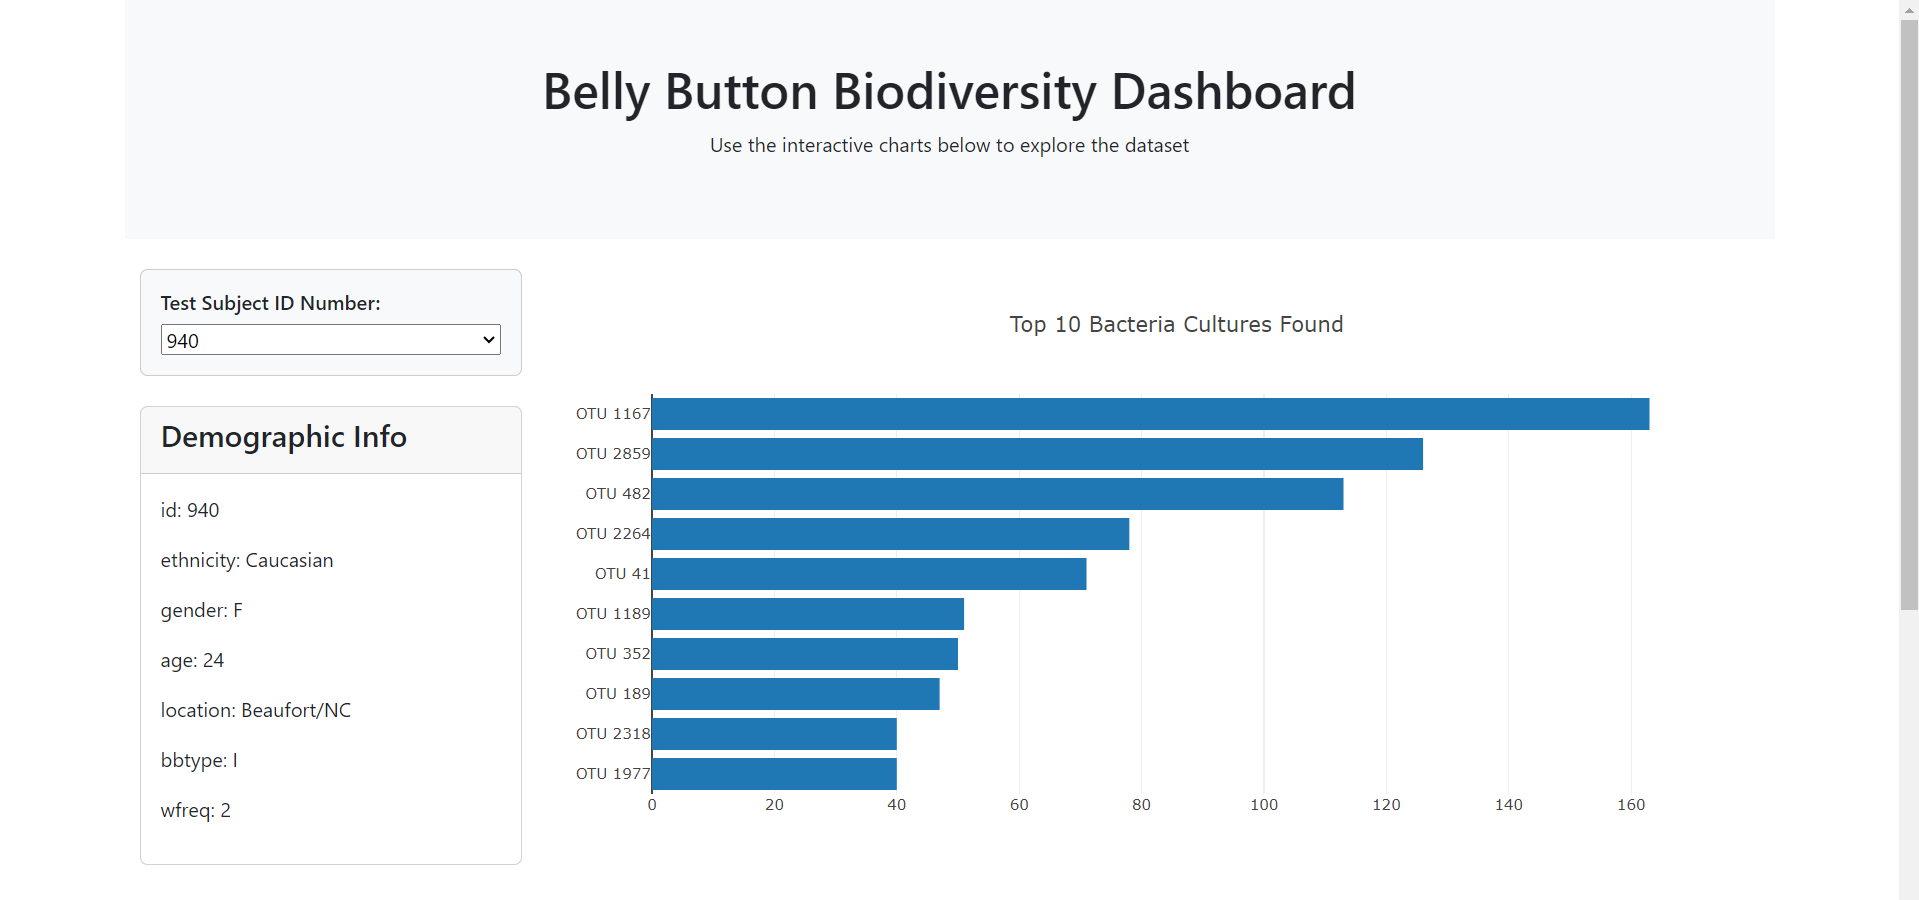 Belly Button Biodiversity Dashboard
Use the interactive charts below to explore the dataset
Test Subject ID Number:
940
Demographic Info
id: 940
ethnicity: Caucasian
gender: F
age: 24
location: Beaufort/NC
bbtype: I
wfreq: 2
Top 10 Bacteria Cultures Found
OTU 1167
OTU 2859
OTU 482
OTU 2264
OTU 41
OTU 1189
OTU 352
OTU 189
OTU 2318
OTU 1977
0 20 40 60 80 100 120 140 160